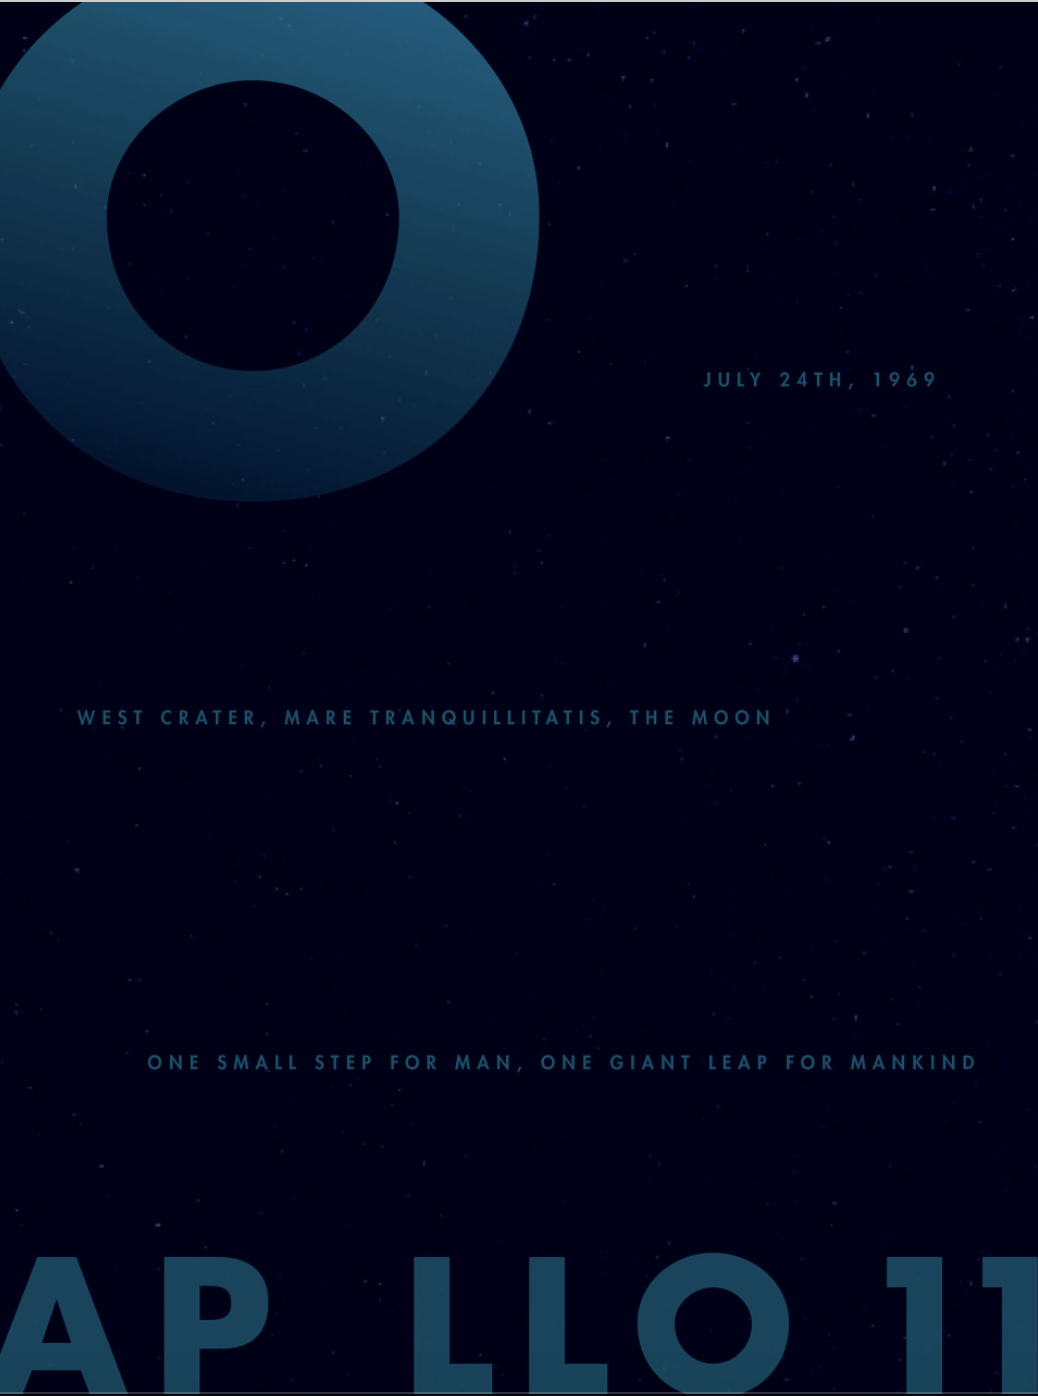 O
JULY 24TH, 1969
WEST CRATER, MARE TRANQUILLITATIS, THE MOON
ONE SMALL STEP FOR MAN, ONE GIANT LEAP FOR MANKIND
AP LLO 11